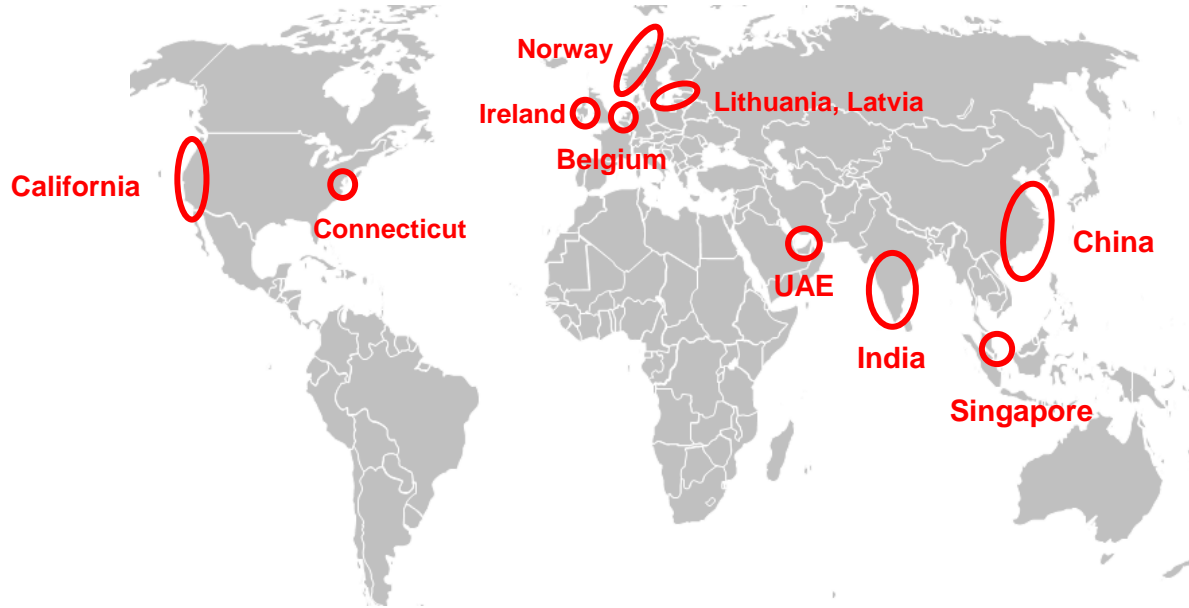 Norway
Ireland
Lithuania, Latvia
Belgium
California
Connecticut
China
UAE
India
Singapore